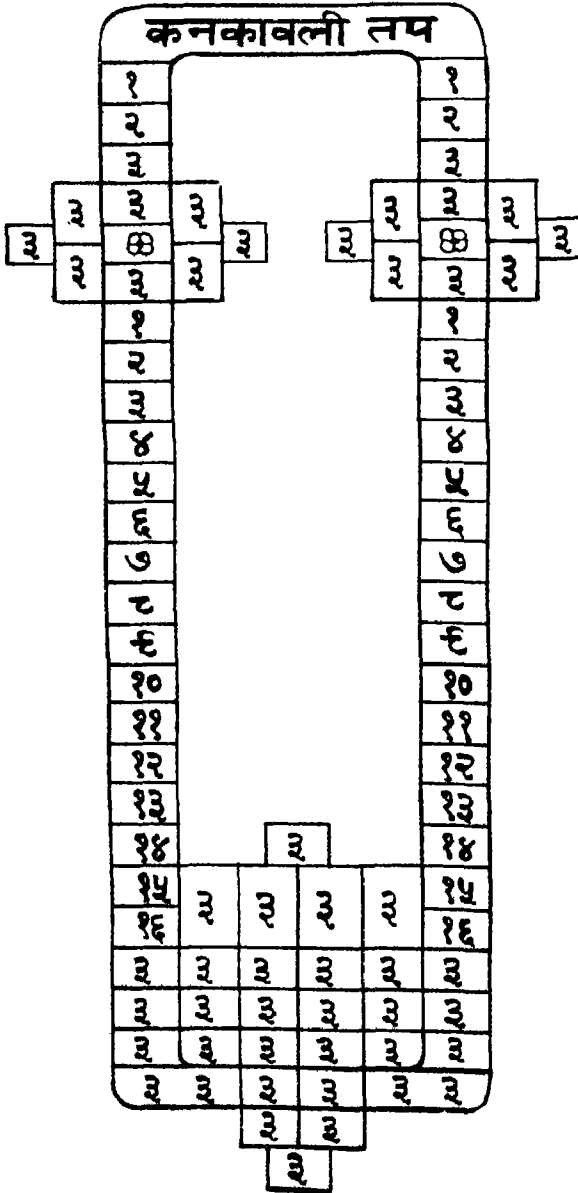 कनकावली तप
१ १
२ २
३ ३
३ ३ ३ ३ ३ ३
३ ३ ३ ३
३ ३ ३ ३ ३ ३
१ १
२ २
३ ३
४ ४
५ ५
६ ६
७ ७
८ ८
९ ९
१० १०
११ ११
१२ १२
१३ १३
१४ ३ १४
१५ ३ ३ ३ ३ १५
१६ १६
३ ३ ३ ३ ३ ३
३ ३ ३ ३ ३ ३
३ ३ ३ ३ ३ ३
३ ३ ३ ३ ३ ३
३ ३
३